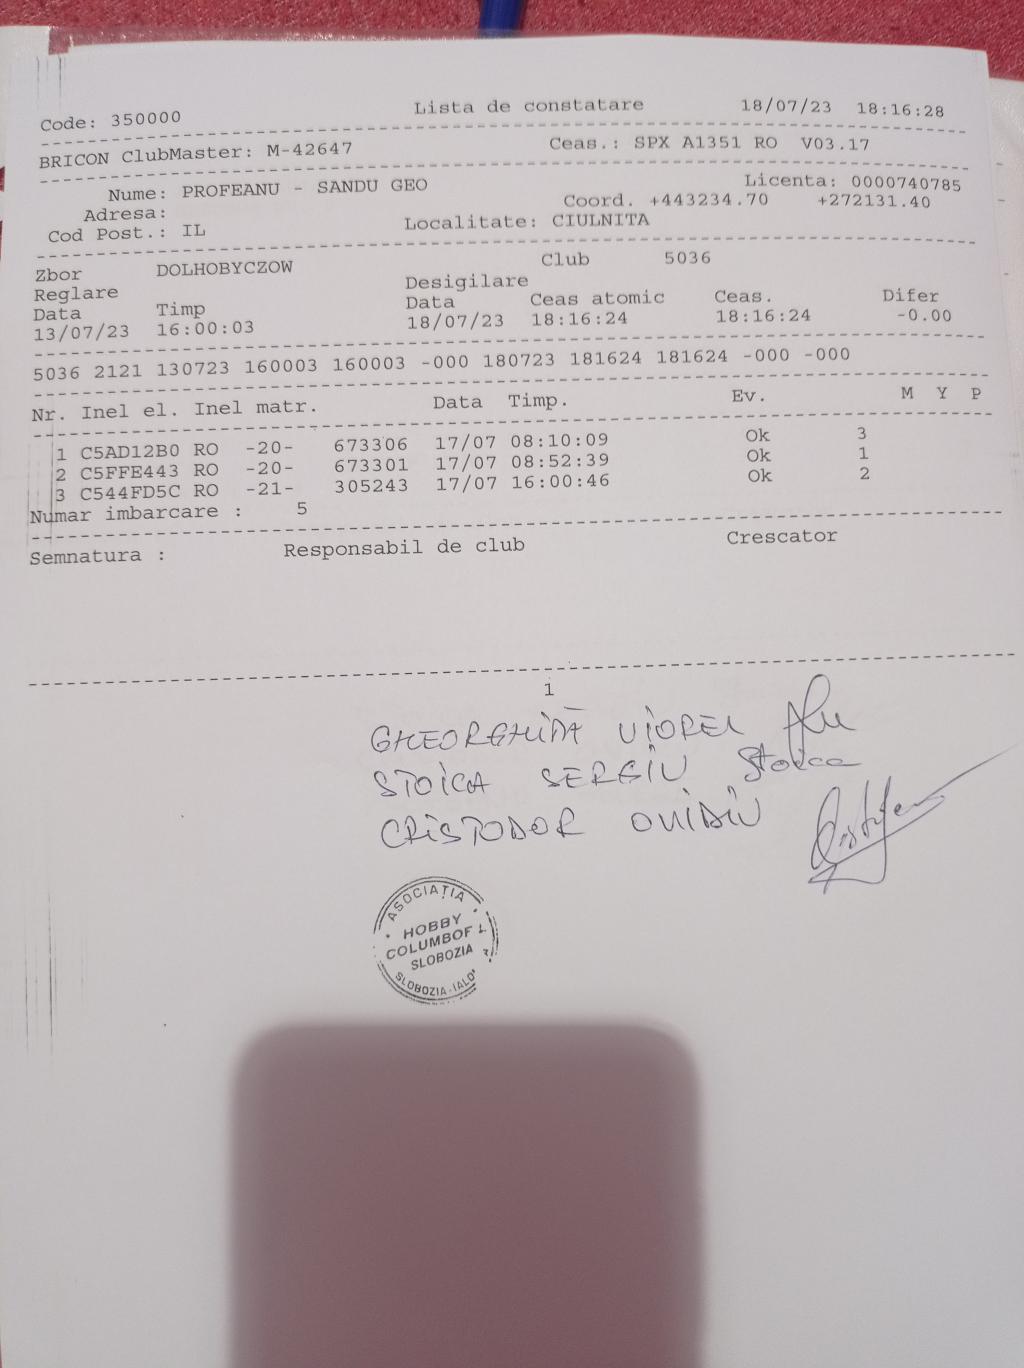 Code: 350000 Lista de constatare 18/07/23 18:16:28
BRICON ClubMaster: M-42647 Ceas.: SPX A1351 RO V03.17
Nume: PROFEANU - SANDU GEO Licenta: 0000740785
Adresa: Coord. +443234.70 +272131.40
Cod Post.: IL Localitate: CIULNITA
Zbor DOLHOBYCZOW Club 5036
Reglare Desigilare
Data Timp Data Ceas atomic Ceas. Difer
13/07/23 16:00:03 18/07/23 18:16:24 18:16:24 -0.00
5036 2121 130723 160003 160003 -000 180723 181624 181624 -000 -000
Nr. Inel el. Inel matr. Data Timp. Ev. M Y P
1 C5AD12B0 RO -20- 673306 17/07 08:10:09 Ok 3
2 C5FFE443 RO -20- 673301 17/07 08:52:39 Ok 1
3 C544FD5C RO -21- 305243 17/07 16:00:46 Ok 2
Numar imbarcare : 5
Semnatura : Responsabil de club Crescator
1
GHEORGHIȚĂ VIOREL
STOICA SERGIU Stoica
CRISTODOR OVIDIU
ASOCIAȚIA
HOBBY
COLUMBOF
SLOBOZIA
SLOBOZIA-IALO